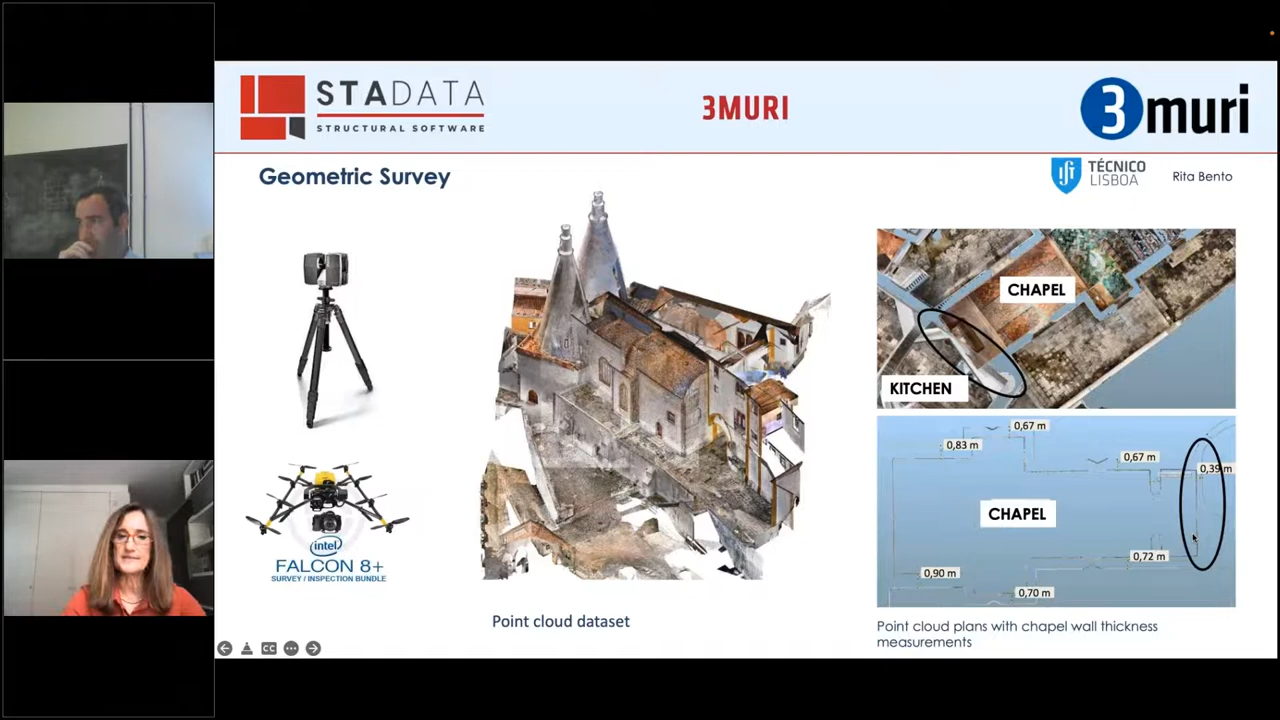 STADATA
STRUCTURAL SOFTWARE
3MURI
3muri
Geometric Survey
TÉCNICO
LISBOA
Rita Bento
CHAPEL
KITCHEN
0,67 m
0,83 m
0,67 m
0,39 m
CHAPEL
0,72 m
0,90 m
0,70 m
intel
FALCON 8+
SURVEY / INSPECTION BUNDLE
Point cloud dataset
Point cloud plans with chapel wall thickness
measurements
CC